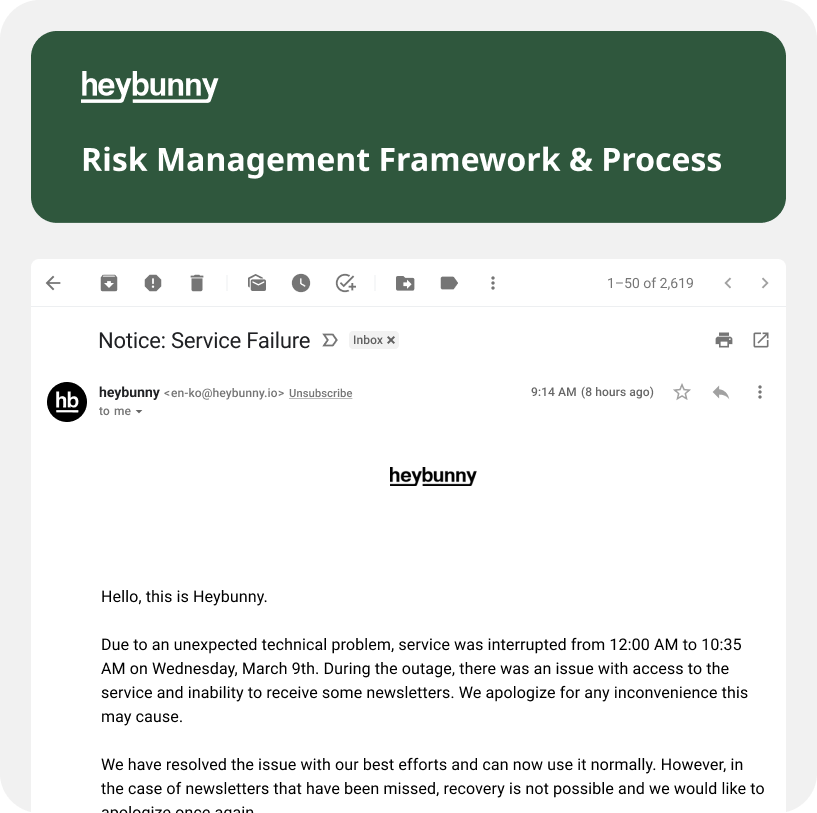 heybunny
Risk Management Framework & Process
1–50 of 2,619
Notice: Service Failure
Inbox ×
hb
heybunny <en-ko@heybunny.io> Unsubscribe
9:14 AM (8 hours ago)
to me
heybunny
Hello, this is Heybunny.
Due to an unexpected technical problem, service was interrupted from 12:00 AM to 10:35
AM on Wednesday, March 9th. During the outage, there was an issue with access to the
service and inability to receive some newsletters. We apologize for any inconvenience this
may cause.
We have resolved the issue with our best efforts and can now use it normally. However, in
the case of newsletters that have been missed, recovery is not possible and we would like to
apologize once again.